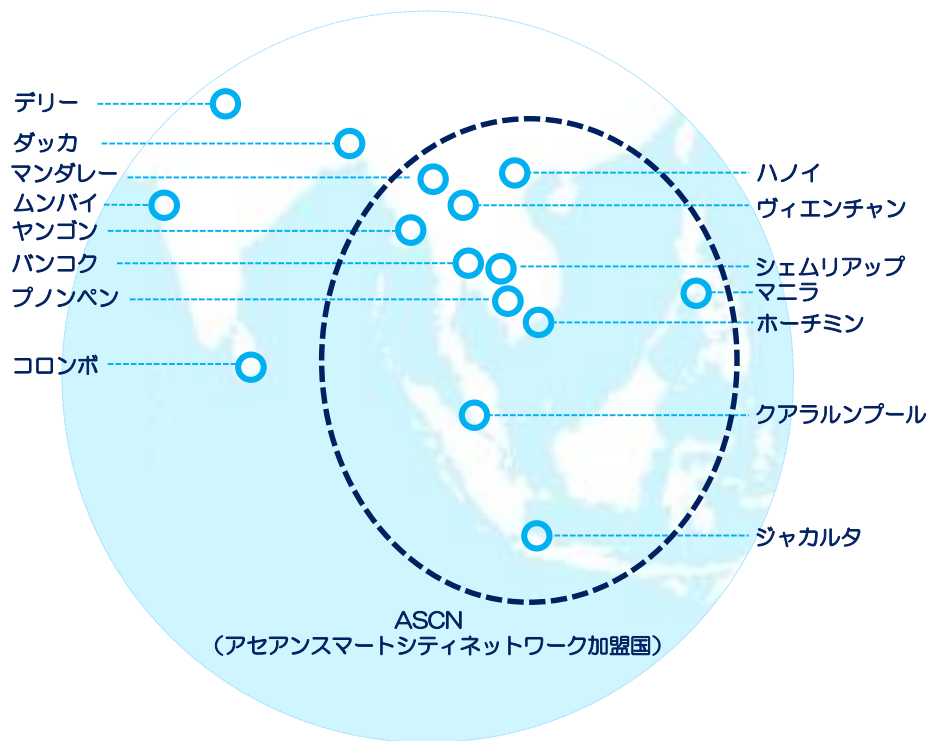 デリー
ダッカ
マンダレー
ムンバイ
ヤンゴン
バンコク
プノンペン
コロンボ
ハノイ
ヴィエンチャン
シェムリアップ
マニラ
ホーチミン
クアラルンプール
ジャカルタ
ASCN
（アセアンスマートシティネットワーク加盟国）